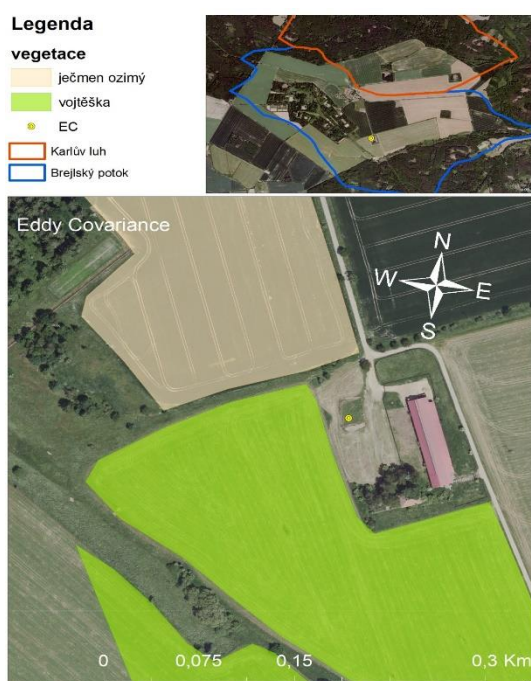 Legenda
vegetace
ječmen ozimý
vojtěška
EC
Karlův luh
Brejlský potok
Eddy Covariance
N
W
E
S
0 0,075 0,15 0,3 Km